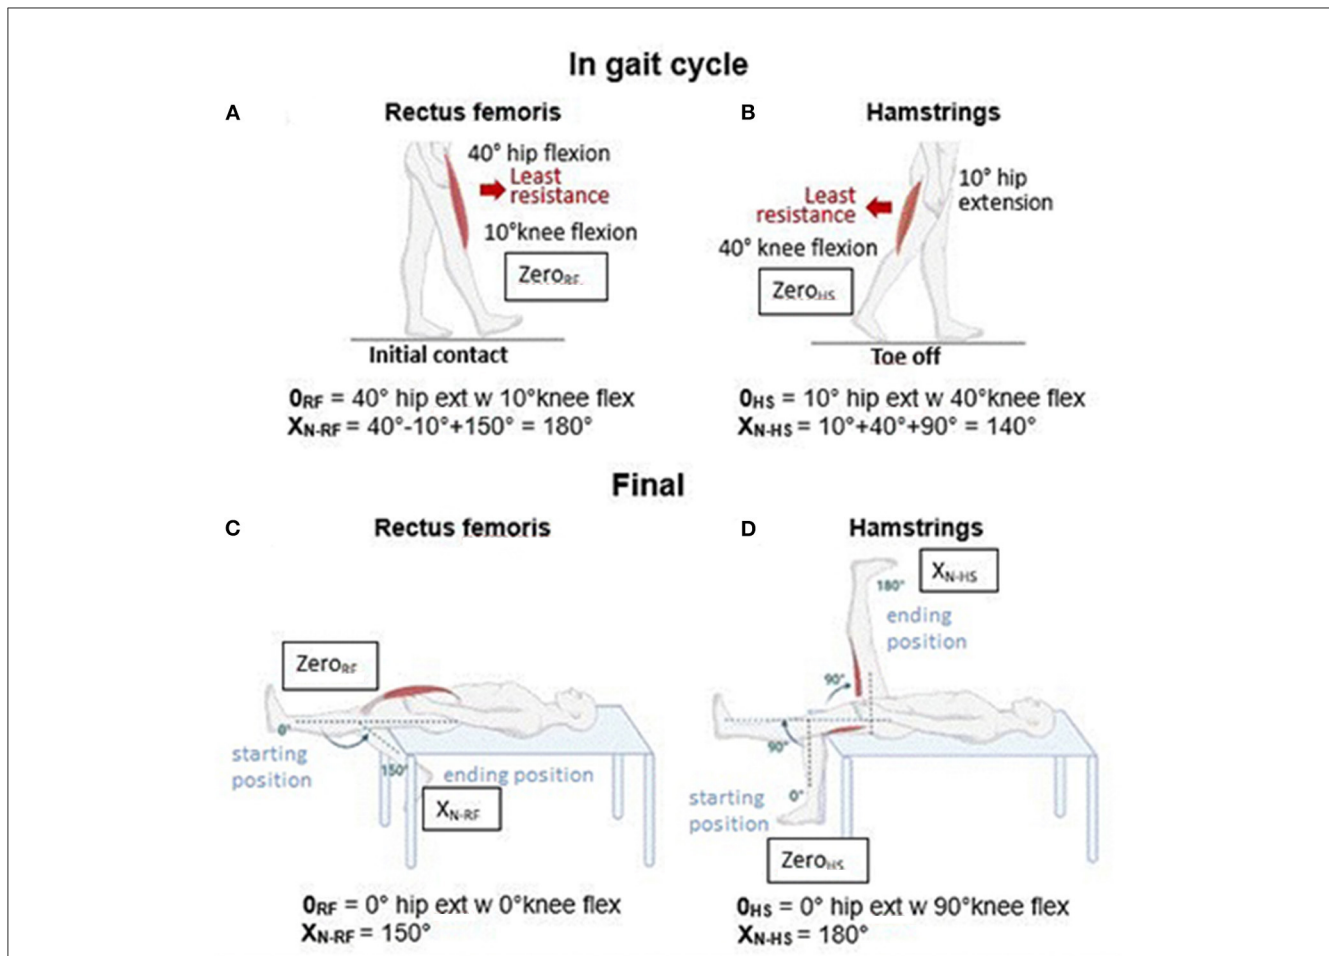 In gait cycle
A
Rectus femoris
40° hip flexion
Least
resistance
10°knee flexion
ZeroRF
Initial contact
0RF = 40° hip ext w 10°knee flex
XN-RF = 40°-10°+150° = 180°
B
Hamstrings
10° hip
extension
Least
resistance
40° knee flexion
ZeroHS
Toe off
0HS = 10° hip ext w 40°knee flex
XN-HS = 10°+40°+90° = 140°
Final
C
Rectus femoris
ZeroRF
0°
starting
position
150°
ending position
XN-RF
0RF = 0° hip ext w 0°knee flex
XN-RF = 150°
D
Hamstrings
XN-HS
180°
ending
position
90°
90°
starting
position
0°
ZeroHS
0HS = 0° hip ext w 90°knee flex
XN-HS = 180°